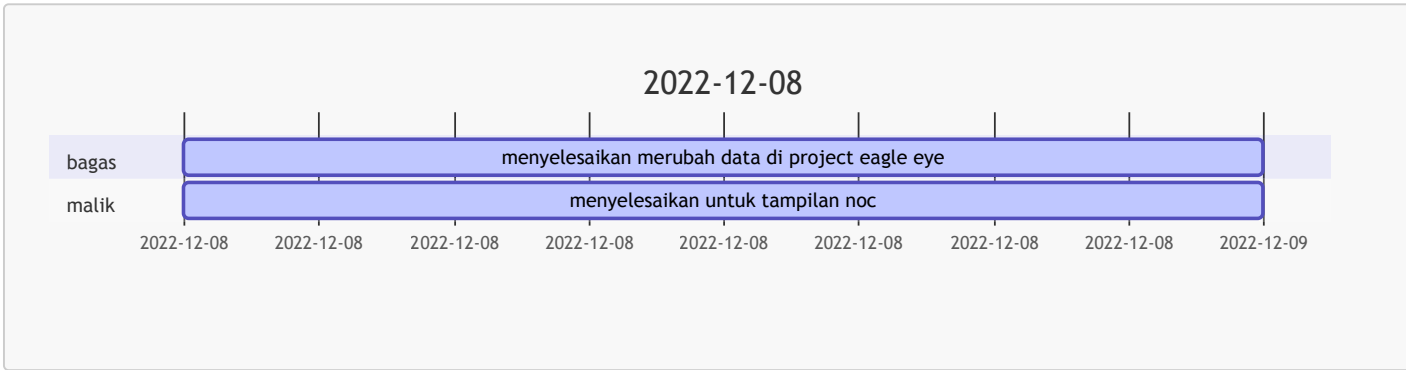 2022-12-08
bagas
menyelesaikan merubah data di project eagle eye
malik
menyelesaikan untuk tampilan noc
2022-12-08 2022-12-08 2022-12-08 2022-12-08 2022-12-08 2022-12-08 2022-12-08 2022-12-08 2022-12-09